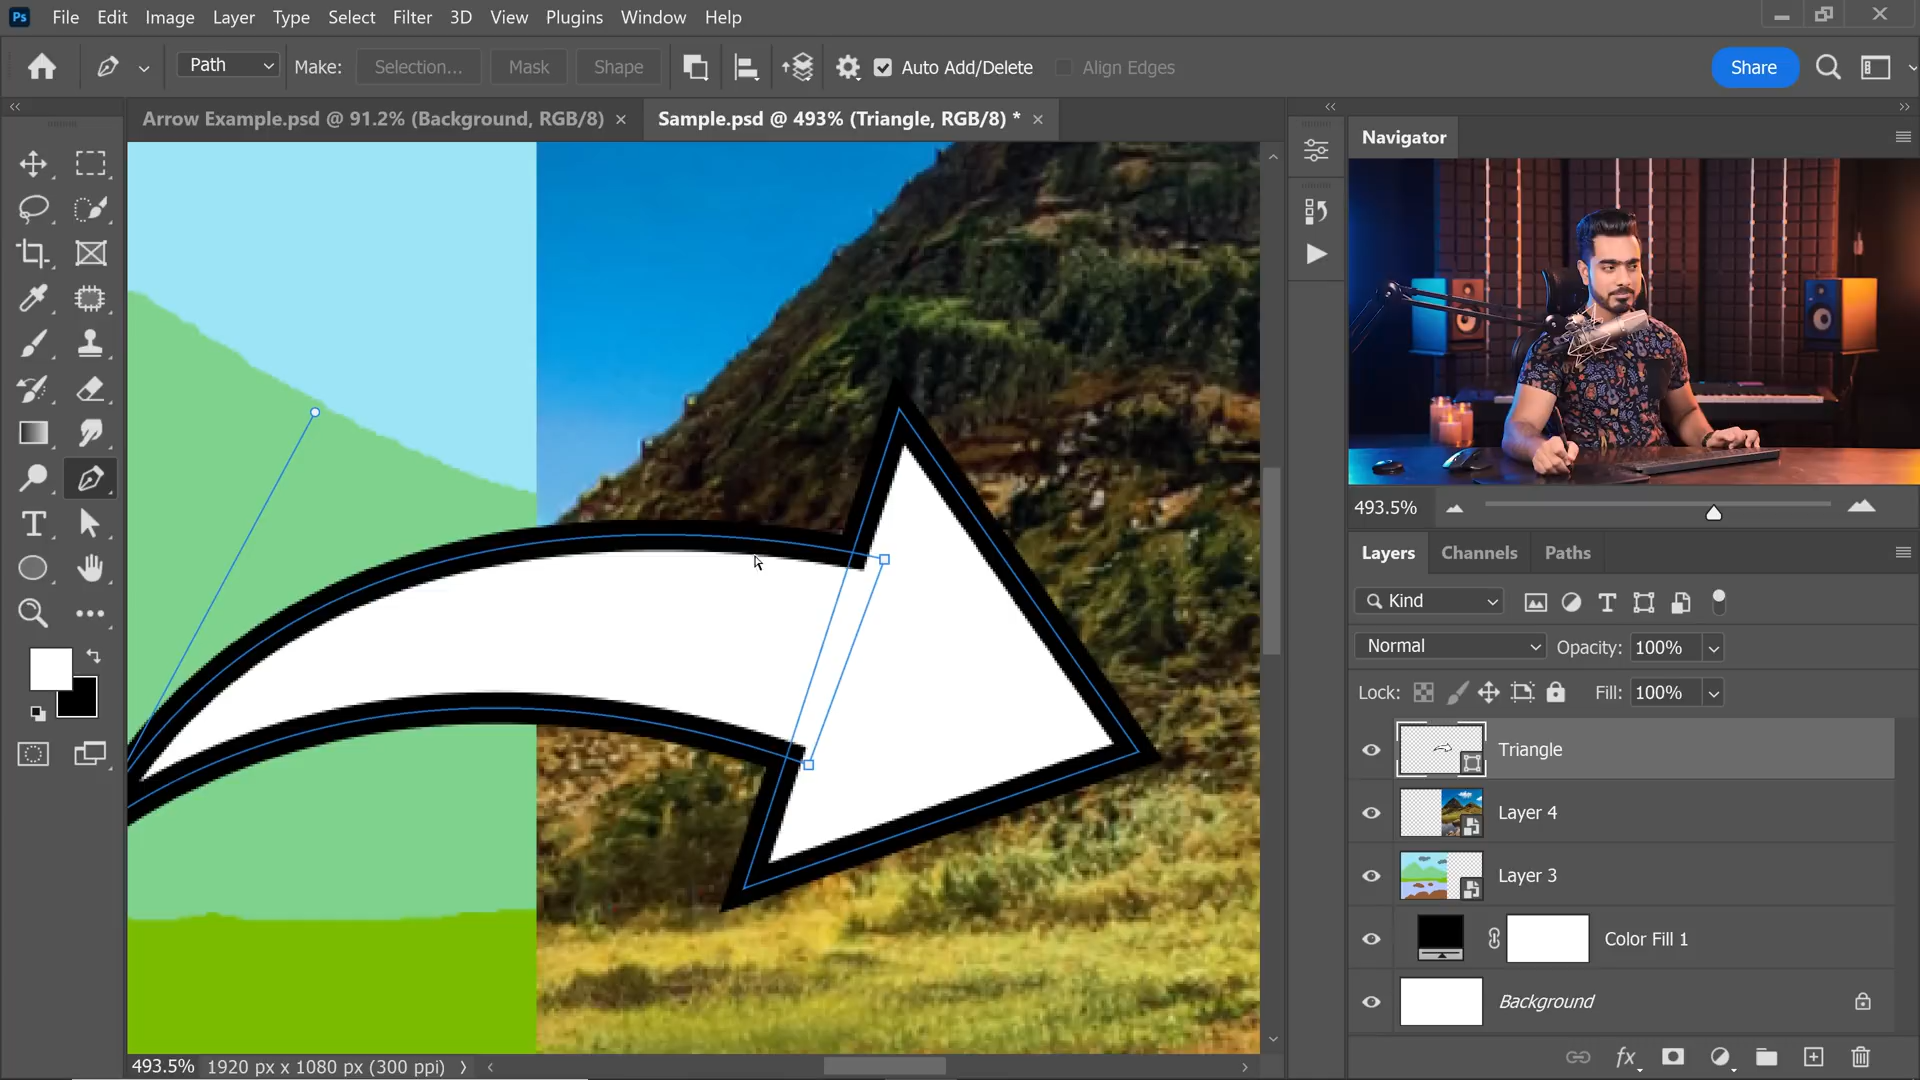 Ps File Edit Image Layer Type Select Filter 3D View Plugins Window Help
Path Make: Selection... Mask Shape Auto Add/Delete Align Edges Share
Arrow Example.psd @ 91.2% (Background, RGB/8) Sample.psd @ 493% (Triangle, RGB/8) *
Navigator
493.5%
Layers Channels Paths
Kind
Normal Opacity: 100%
Lock: Fill: 100%
Triangle
Layer 4
Layer 3
Color Fill 1
Background
493.5% 1920 px x 1080 px (300 ppi)
fx